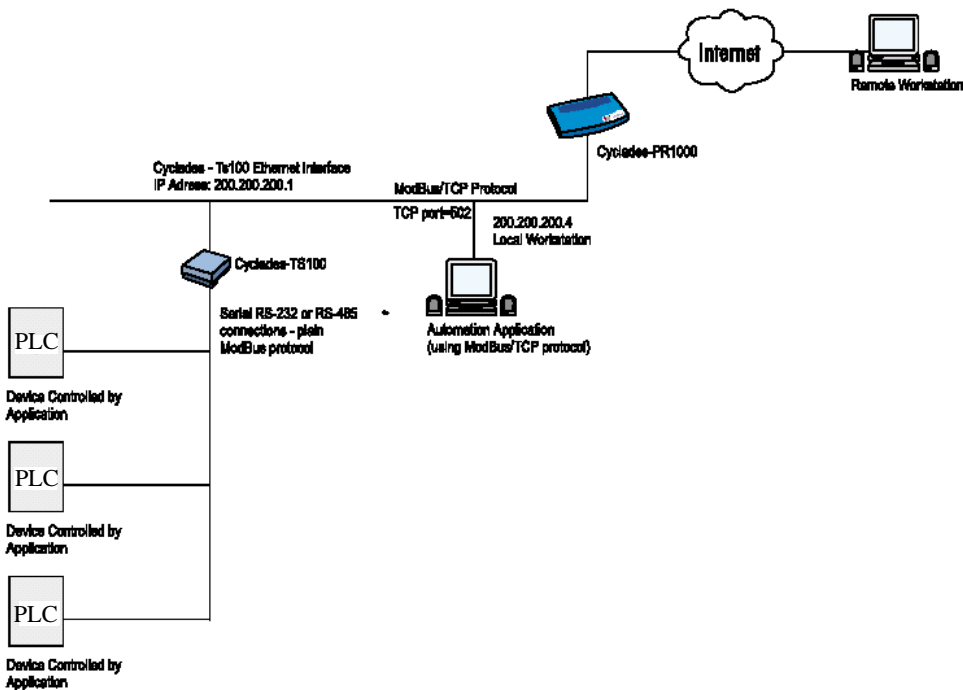 Internet
Remote Workstation
Cyclades-PR1000
Cyclades - Ts100 Ethernet Interface
IP Adress: 200.200.200.1
ModBus/TCP Protocol
TCP port=502
200.200.200.4
Local Workstation
Cyclades-TS100
Serial RS-232 or RS-485
connections - plain
ModBus protocol
Automation Application
(using ModBus/TCP protocol)
PLC
Device Controlled by
Application
PLC
Device Controlled by
Application
PLC
Device Controlled by
Application